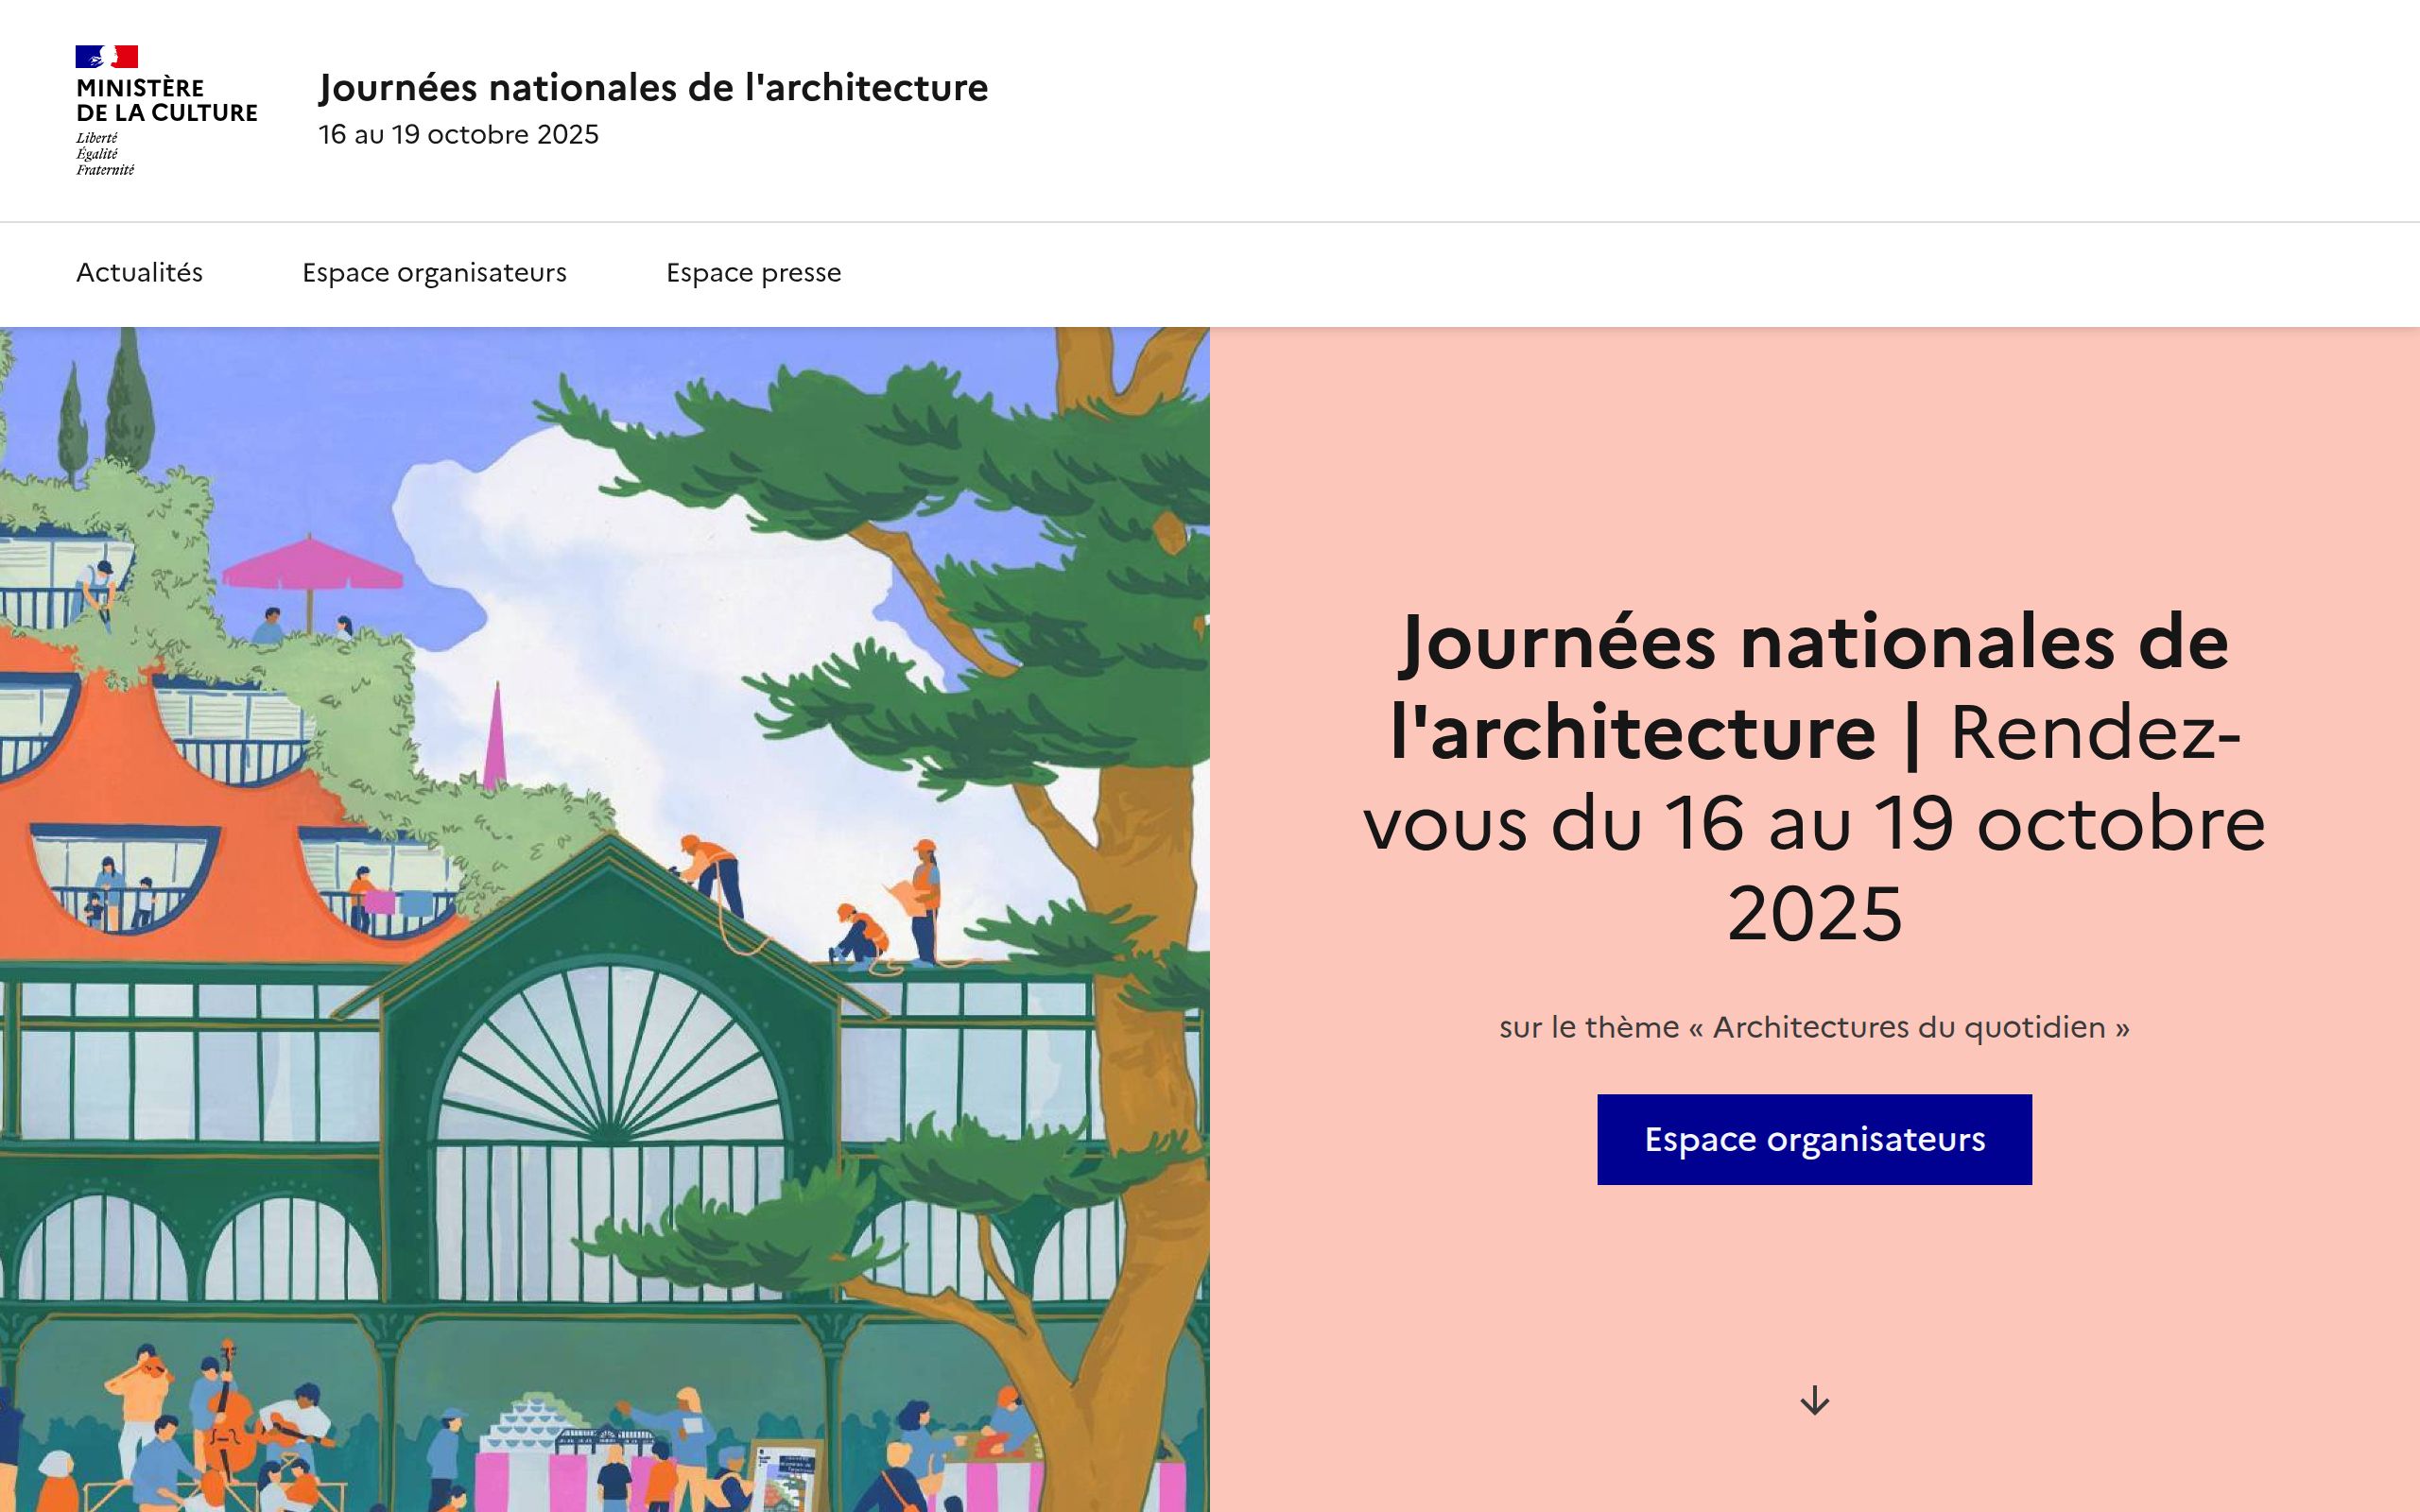 MINISTÈRE
DE LA CULTURE
Liberté
Égalité
Fraternité
Journées nationales de l'architecture
16 au 19 octobre 2025
Actualités
Espace organisateurs
Espace presse
Journées nationales de
l'architecture | Rendez-
vous du 16 au 19 octobre
2025
sur le thème « Architectures du quotidien »
Espace organisateurs